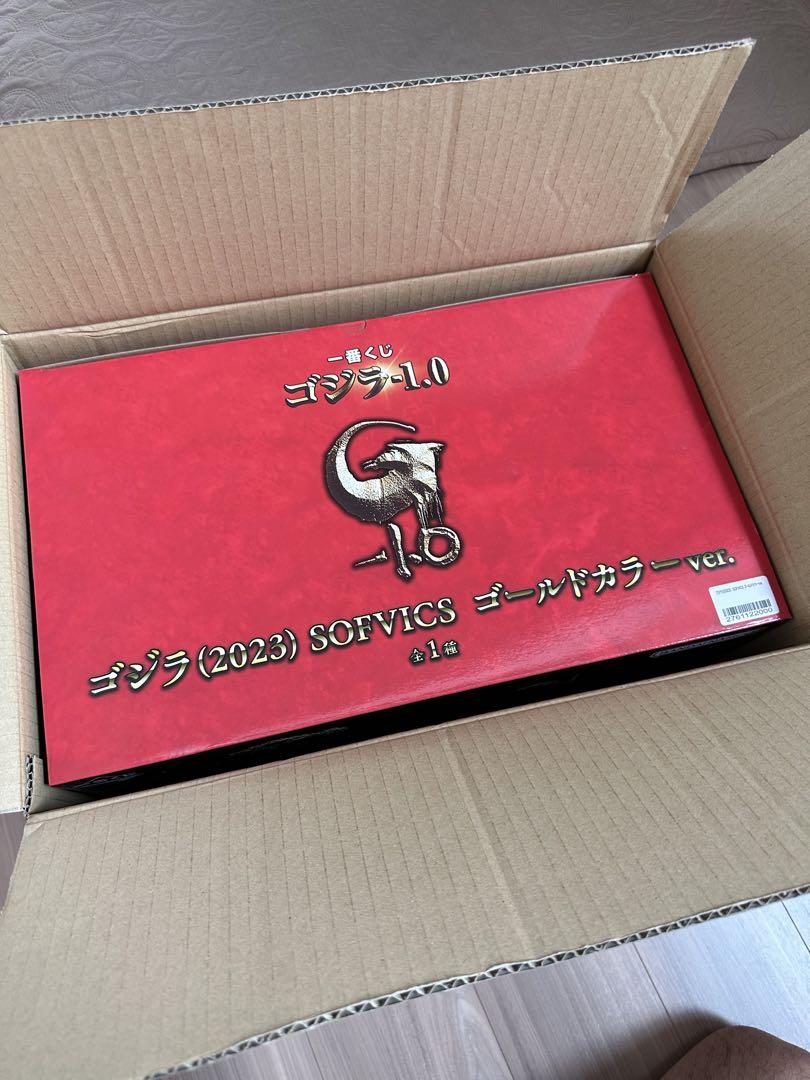 一番くじ
ゴジラ-1.0
-1.0
ゴジラ(2023) SOFVICS ゴールドカラーver.
全1種
2761122000